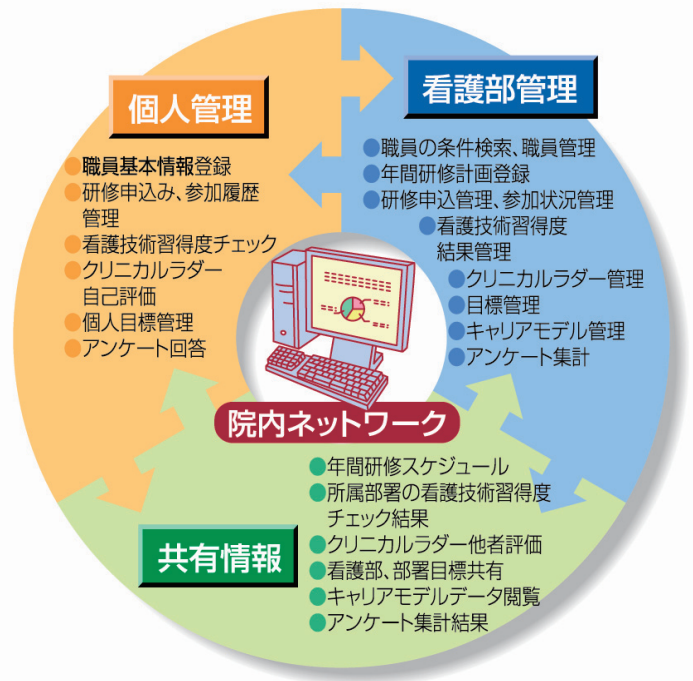 個人管理
●職員基本情報登録
●研修申込み、参加履歴
管理
●看護技術習得度チェック
●クリニカルラダー
自己評価
●個人目標管理
●アンケート回答
看護部管理
●職員の条件検索、職員管理
●年間研修計画登録
●研修申込管理、参加状況管理
●看護技術習得度
結果管理
●クリニカルラダー管理
●目標管理
●キャリアモデル管理
●アンケート集計
院内ネットワーク
共有情報
●年間研修スケジュール
●所属部署の看護技術習得度
チェック結果
●クリニカルラダー他者評価
●看護部、部署目標共有
●キャリアモデルデータ閲覧
●アンケート集計結果